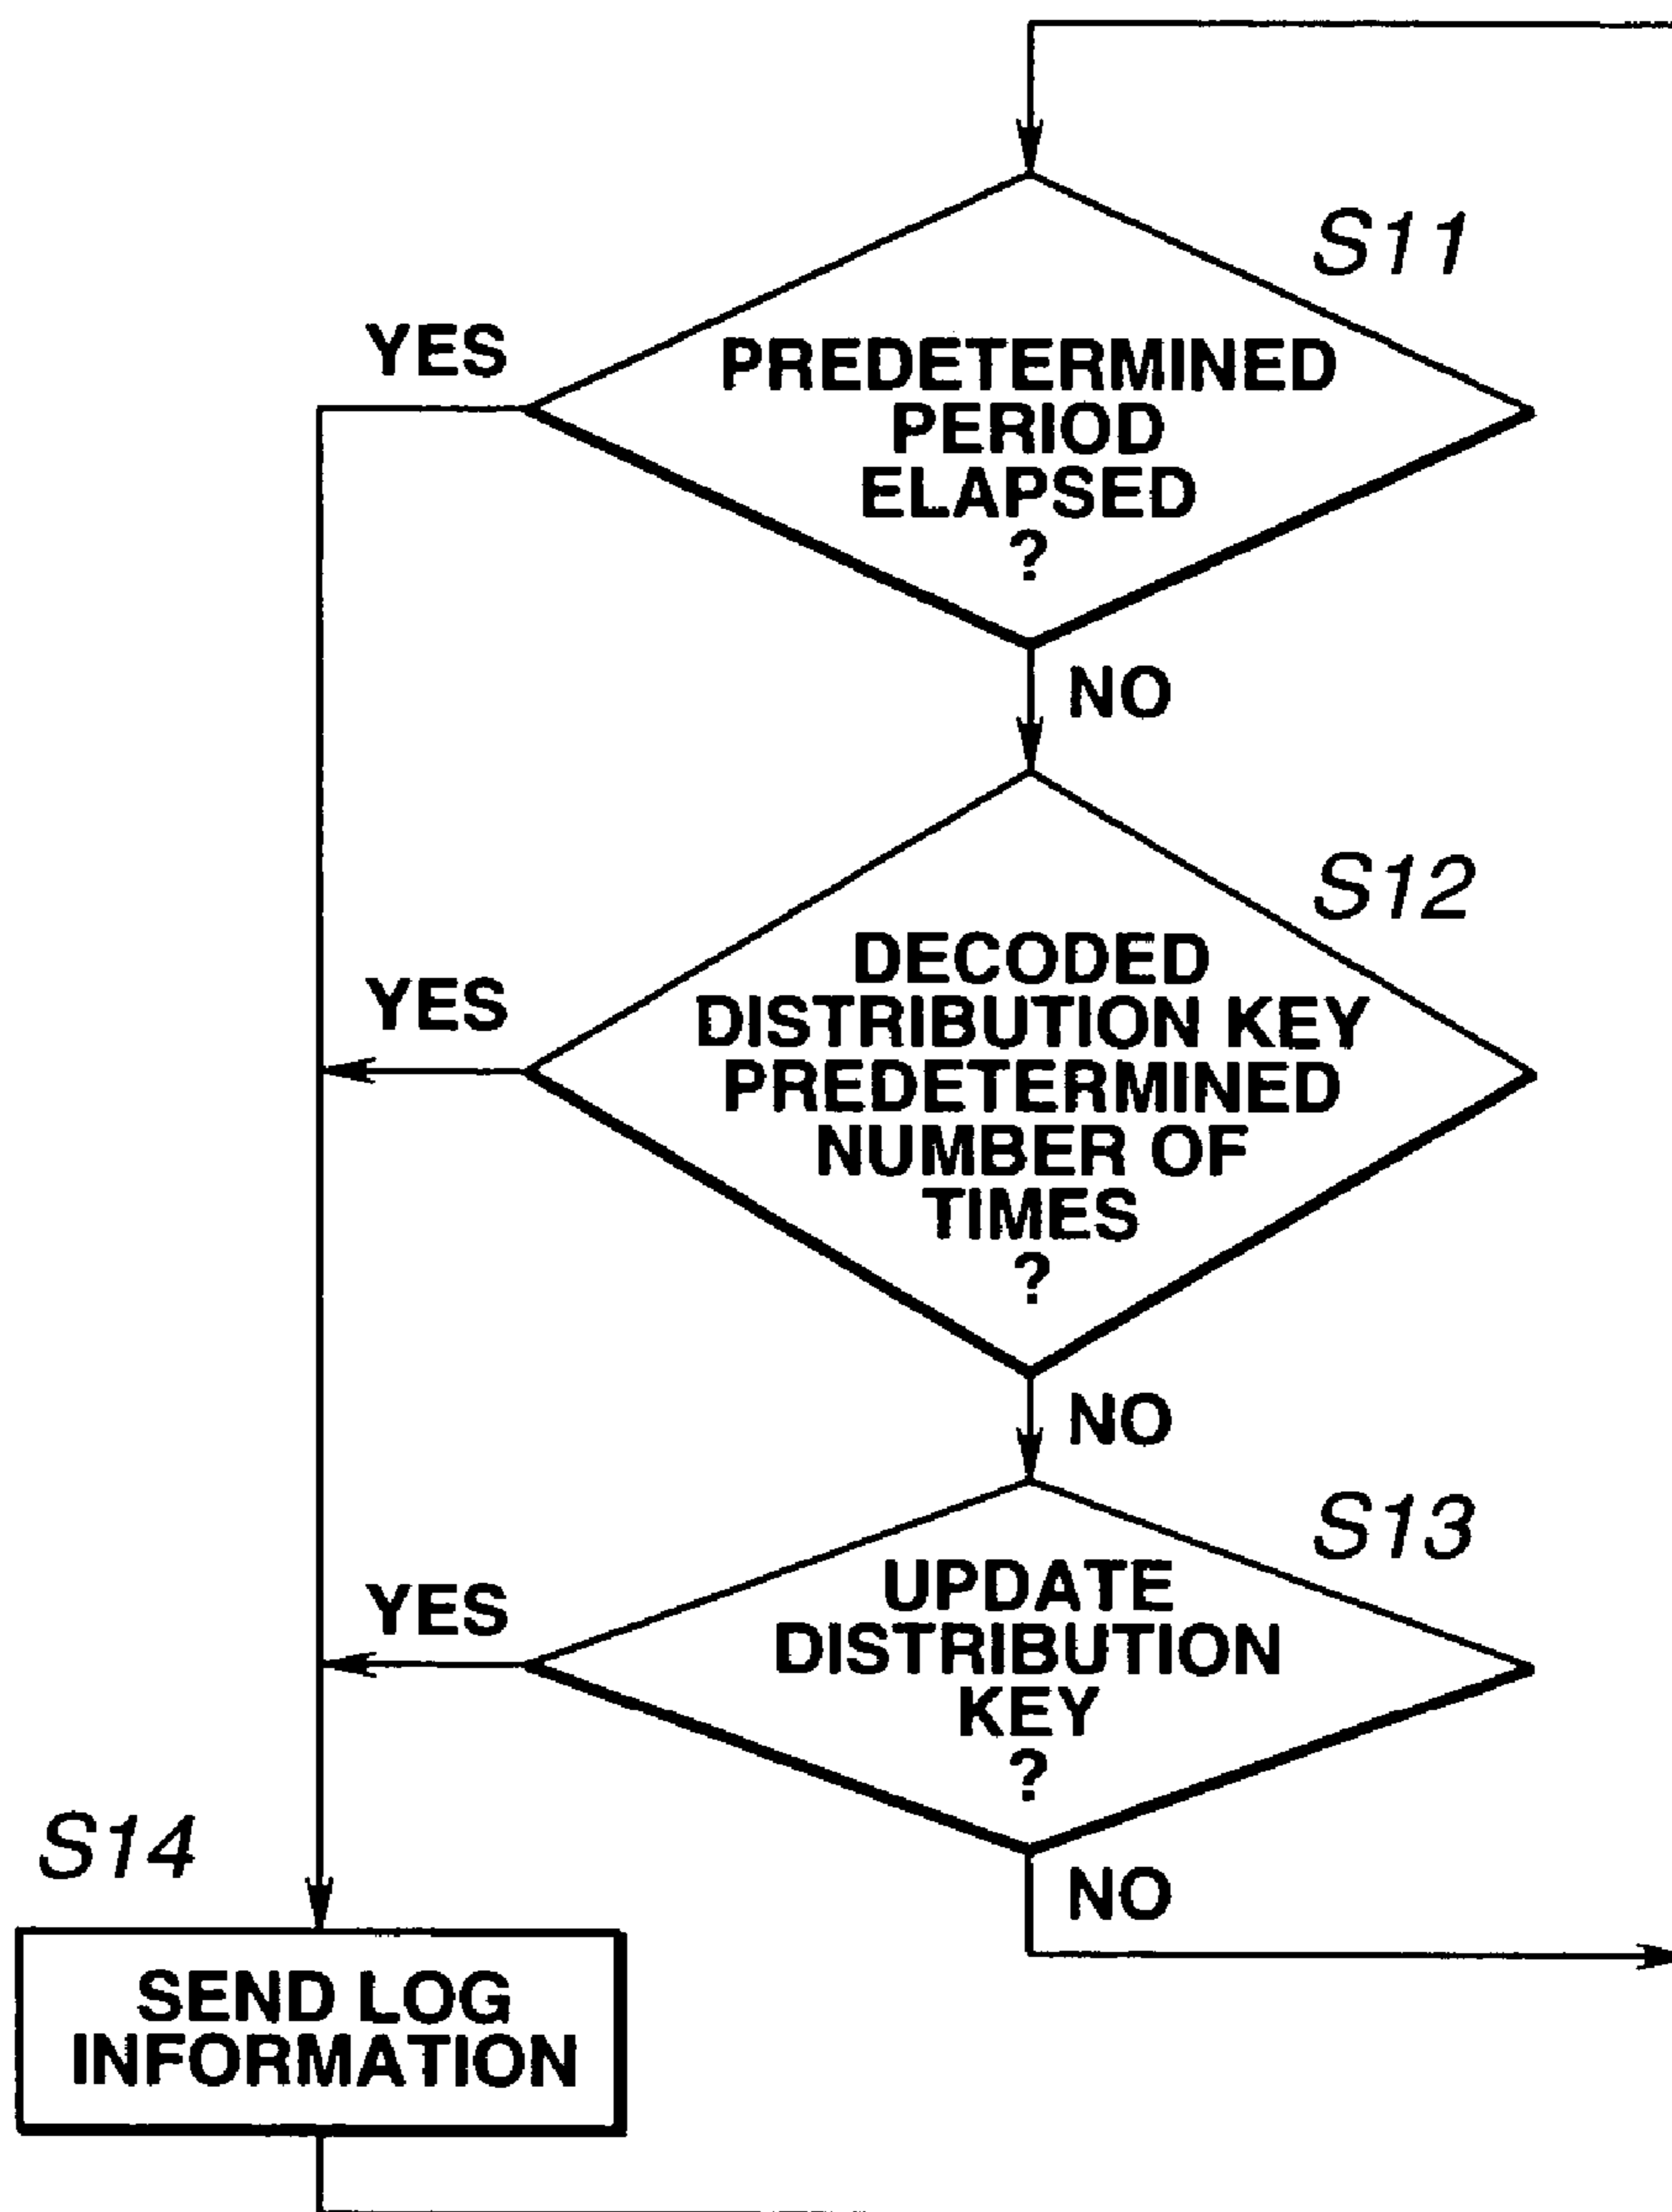 S11
YES
PREDETERMINED
PERIOD
ELAPSED
?
NO
S12
YES
DECODED
DISTRIBUTION KEY
PREDETERMINED
NUMBER OF
TIMES
?
NO
S13
YES
UPDATE
DISTRIBUTION
KEY
?
NO
S14
SEND LOG
INFORMATION